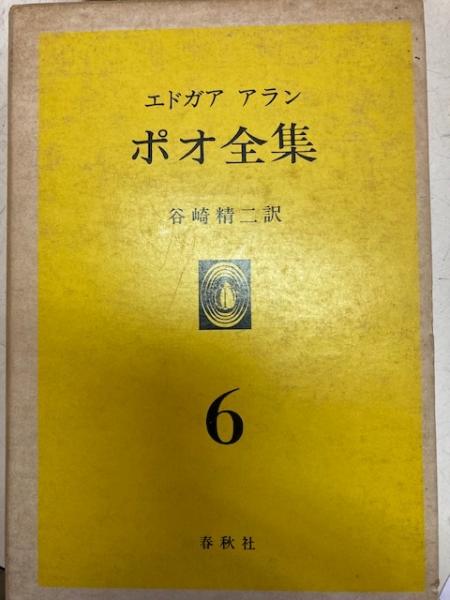 エドガア アラン
ポオ全集
谷崎精二訳
6
春秋社